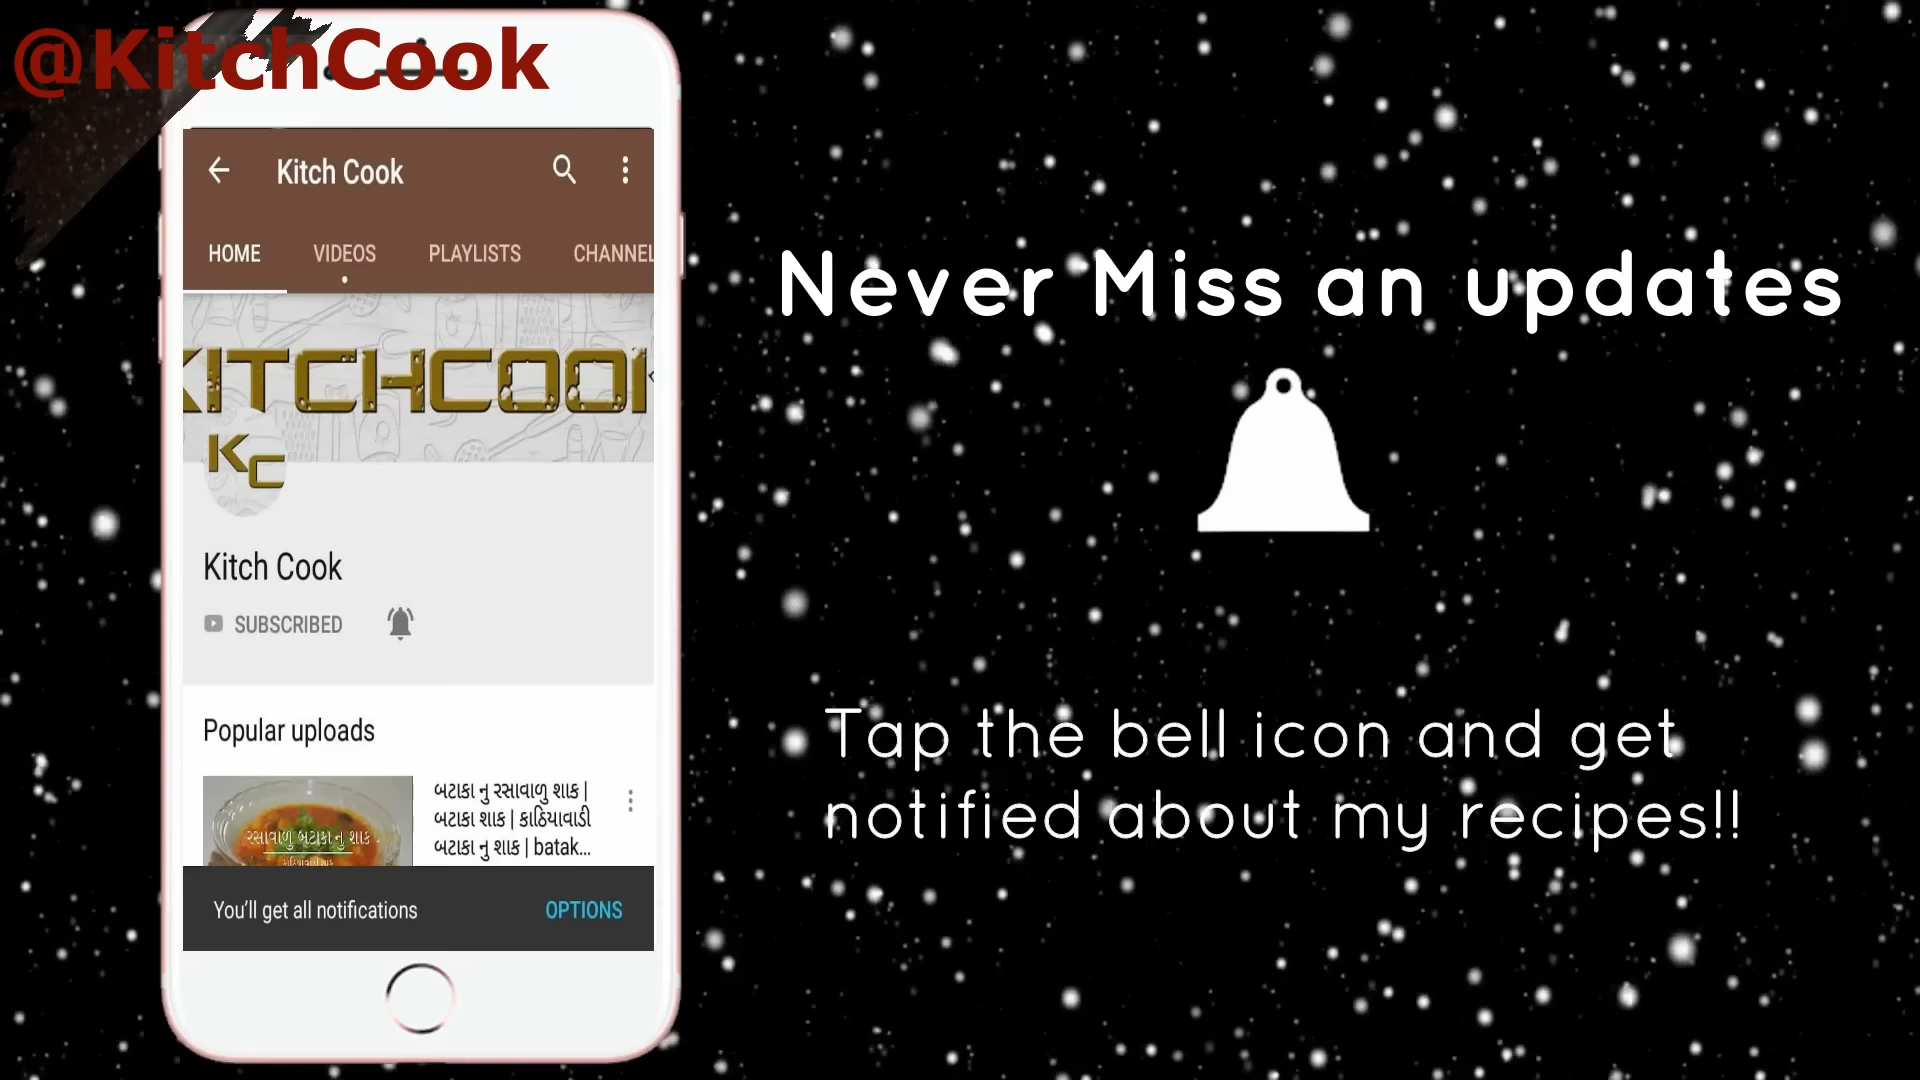 @KitchCook
Kitch Cook
HOME VIDEOS PLAYLISTS CHANNEL
KITCHCOOK
KC
Kitch Cook
SUBSCRIBED
Popular uploads
બટાકા નુ રસાવાળુ શાક |
બટાકા શાક | કાઠિયાવાડી
બટાકા નુ શાક | batak...
રસાવાળુ બટાકા નુ શાક
You'll get all notifications OPTIONS
Never Miss an updates
Tap the bell icon and get
notified about my recipes!!